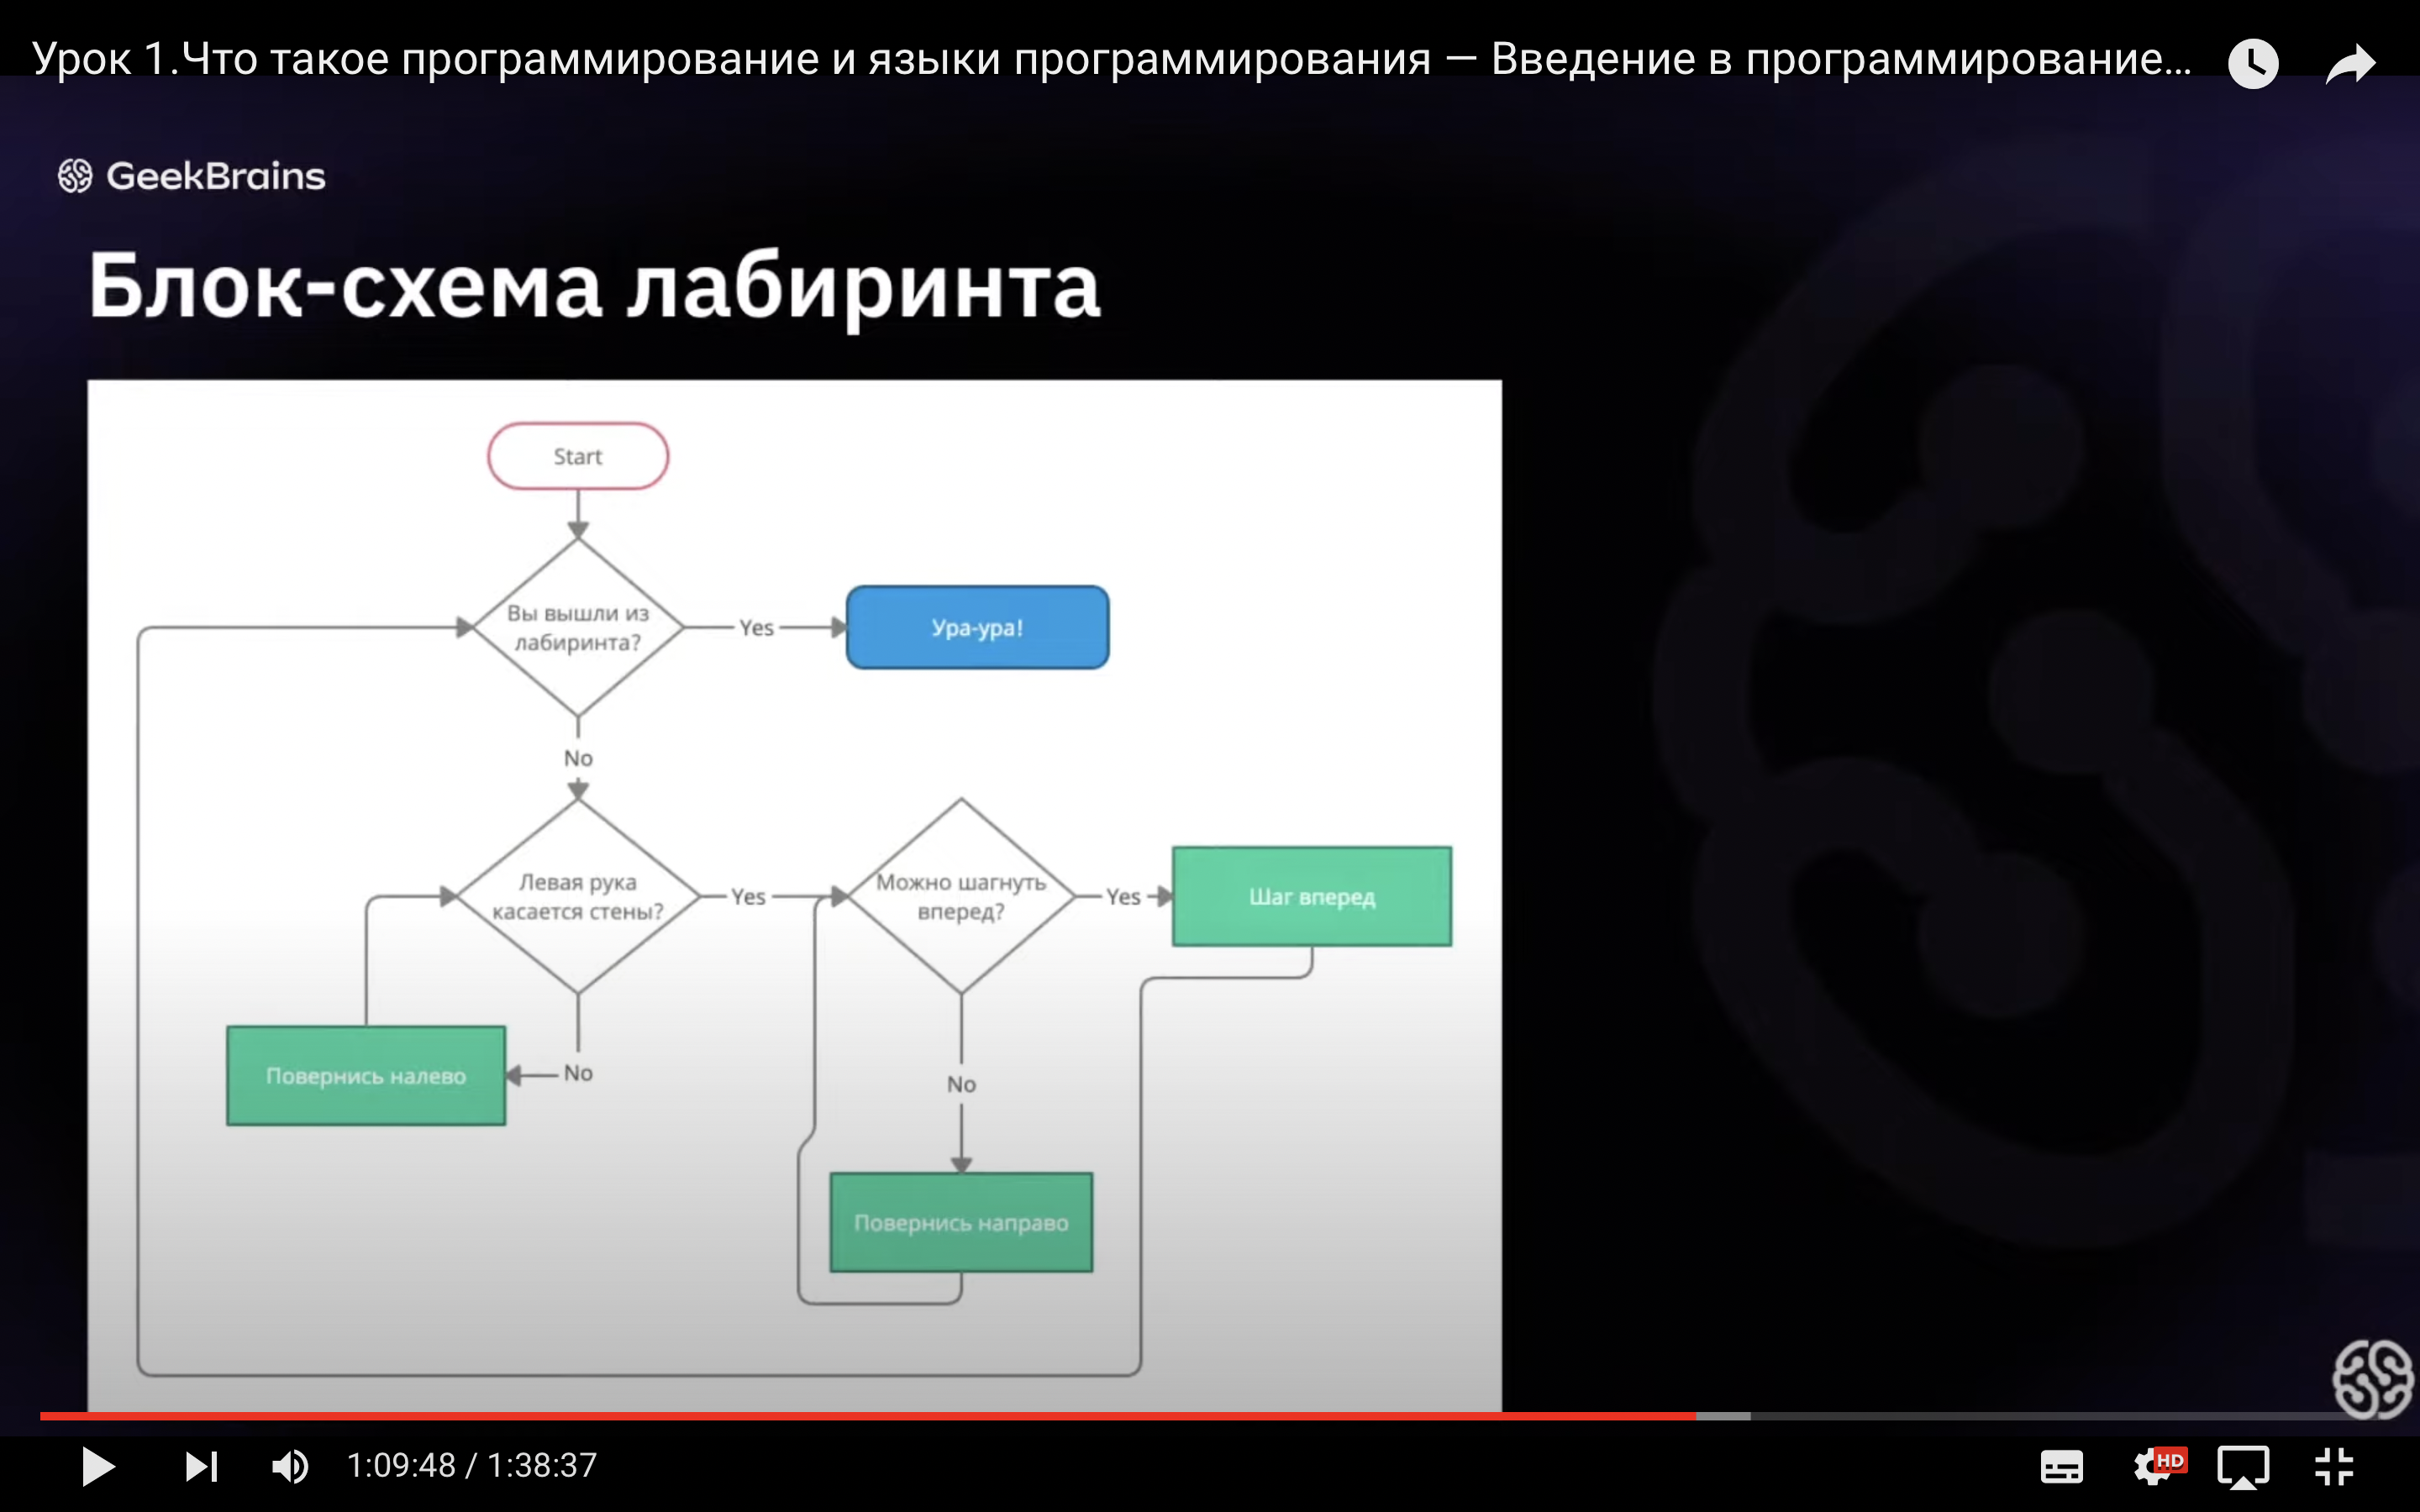 Урок 1.Что такое программирование и языки программирования — Введение в программирование...
GeekBrains
Блок-схема лабиринта
Start
Вы вышли из
лабиринта?
Yes
Ура-ура!
No
Левая рука
касается стены?
Yes
Можно шагнуть
вперед?
Yes
Шаг вперед
Повернись налево
No
No
Повернись направо
1:09:48 / 1:38:37
HD